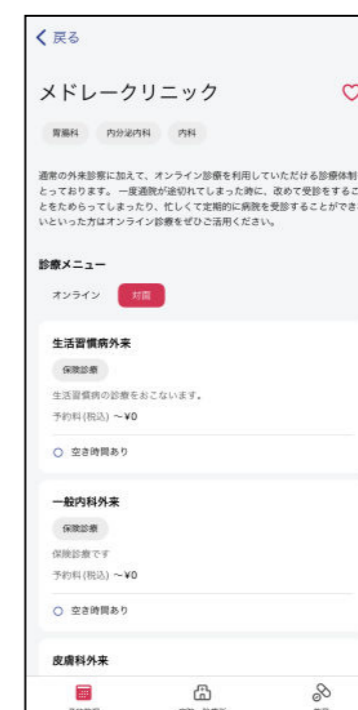 戻る
メドレークリニック
胃腸科 内分泌内科 内科
通常の外来診察に加えて、オンライン診療を利用していただける診療体制
とっております。一度通院が途切れてしまった時に、改めて受診をするこ
とをためらってしまったり、忙しくて定期的に病院を受診することができ
いといった方はオンライン診療をぜひご活用ください。
診療メニュー
オンライン 対面
生活習慣病外来
保険診療
生活習慣病の診療をおこないます。
予約料(税込) 〜¥0
空き時間あり
一般内科外来
保険診療
保険診療です
予約料(税込) 〜¥0
空き時間あり
皮膚科外来